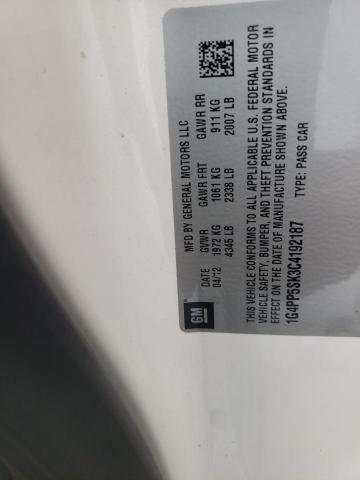 MFD BY GENERAL MOTORS LLC
DATE GVWR GAWR FRT GAWR RR
04/12 1972 KG 1061 KG 911 KG
4345 LB 2338 LB 2007 LB
THIS VEHICLE CONFORMS TO ALL APPLICABLE U.S. FEDERAL MOTOR
VEHICLE SAFETY, BUMPER, AND THEFT PREVENTION STANDARDS IN
EFFECT ON THE DATE OF MANUFACTURE SHOWN ABOVE.
1G4PP5SK3C4192187 TYPE: PASS CAR
GM